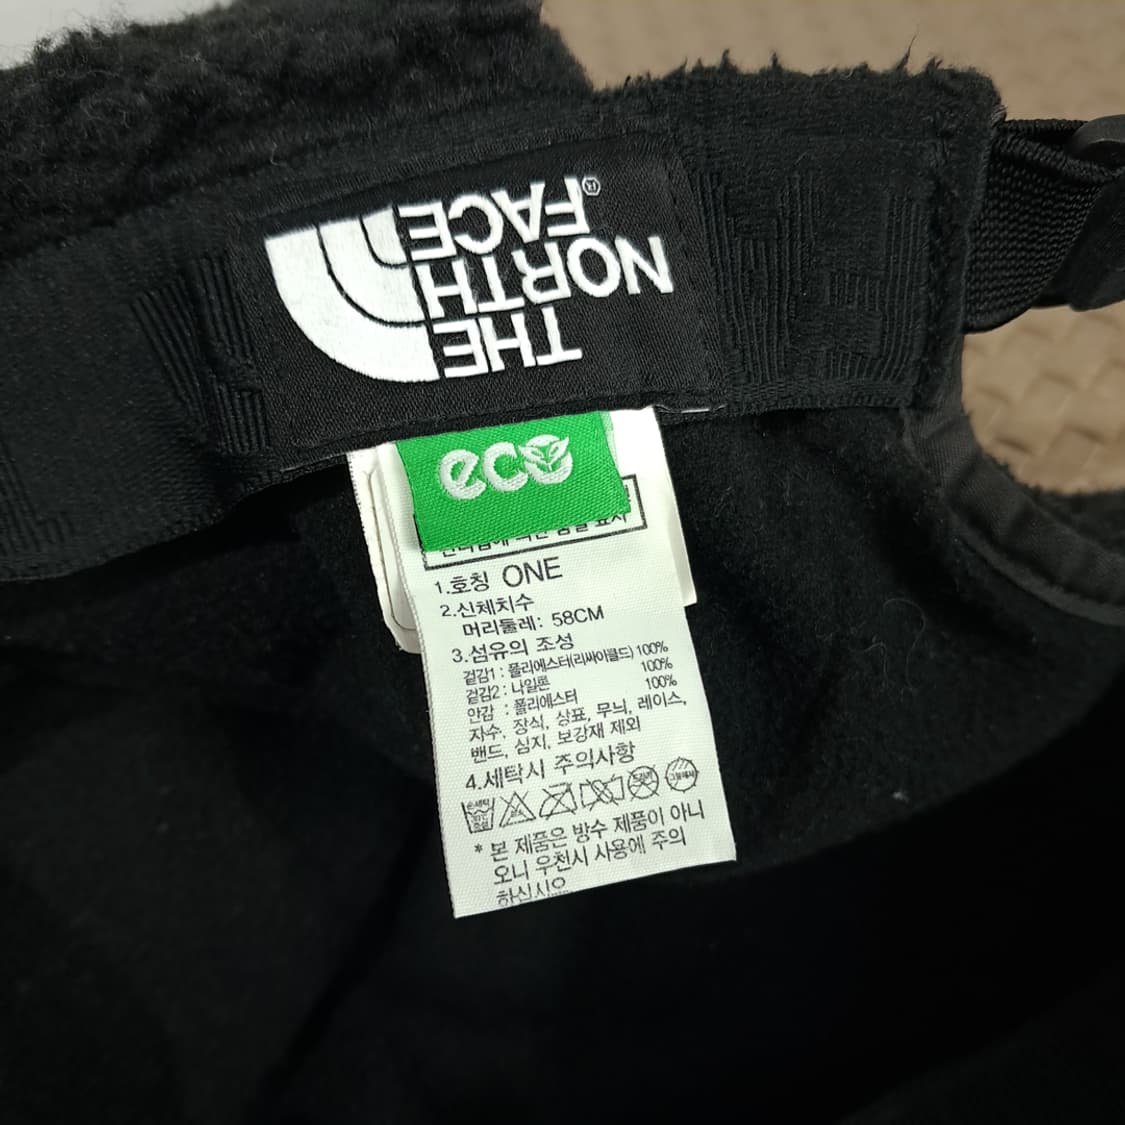 THE
NORTH
FACE®
eco
1.호칭 ONE
2.신체치수
머리둘레: 58CM
3.섬유의 조성
겉감1 : 폴리에스터(리싸이클드) 100%
겉감2 : 나일론 100%
안감 : 폴리에스터 100%
자수, 장식, 상표, 무늬, 레이스,
밴드, 심지, 보강재 제외
4.세탁시 주의사항
* 본 제품은 방수 제품이 아니
오니 우천시 사용에 주의
하십시오